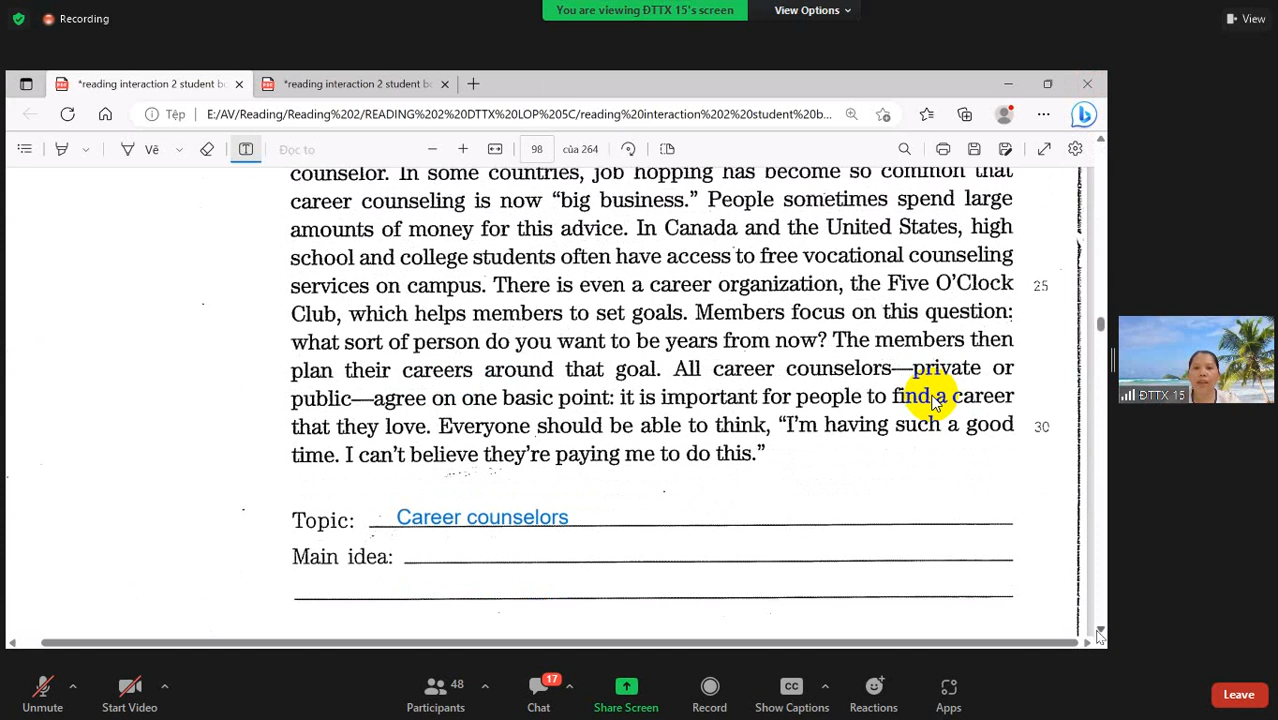 You are viewing ĐTTX 15's screen
View Options
Recording
View
*reading interaction 2 student b
*reading interaction 2 student b
Tệp
E:/AV/Reading/Reading%202/READING%202%20DTTX%20LOP%205C/reading%20interaction%202%20student%20b...
Vẽ
Đọc to
98
của 264
counselor. In some countries, job hopping has become so common that
career counseling is now “big business.” People sometimes spend large
amounts of money for this advice. In Canada and the United States, high
school and college students often have access to free vocational counseling
services on campus. There is even a career organization, the Five O’Clock
25
Club, which helps members to set goals. Members focus on this question:
what sort of person do you want to be years from now? The members then
plan their careers around that goal. All career counselors—private or
public—agree on one basic point: it is important for people to find a career
that they love. Everyone should be able to think, “I’m having such a good
30
time. I can’t believe they’re paying me to do this.”
Topic: Career counselors
Main idea:
ĐTTX 15
Unmute
Start Video
48
Participants
17
Chat
Share Screen
Record
CC
Show Captions
Reactions
Apps
Leave